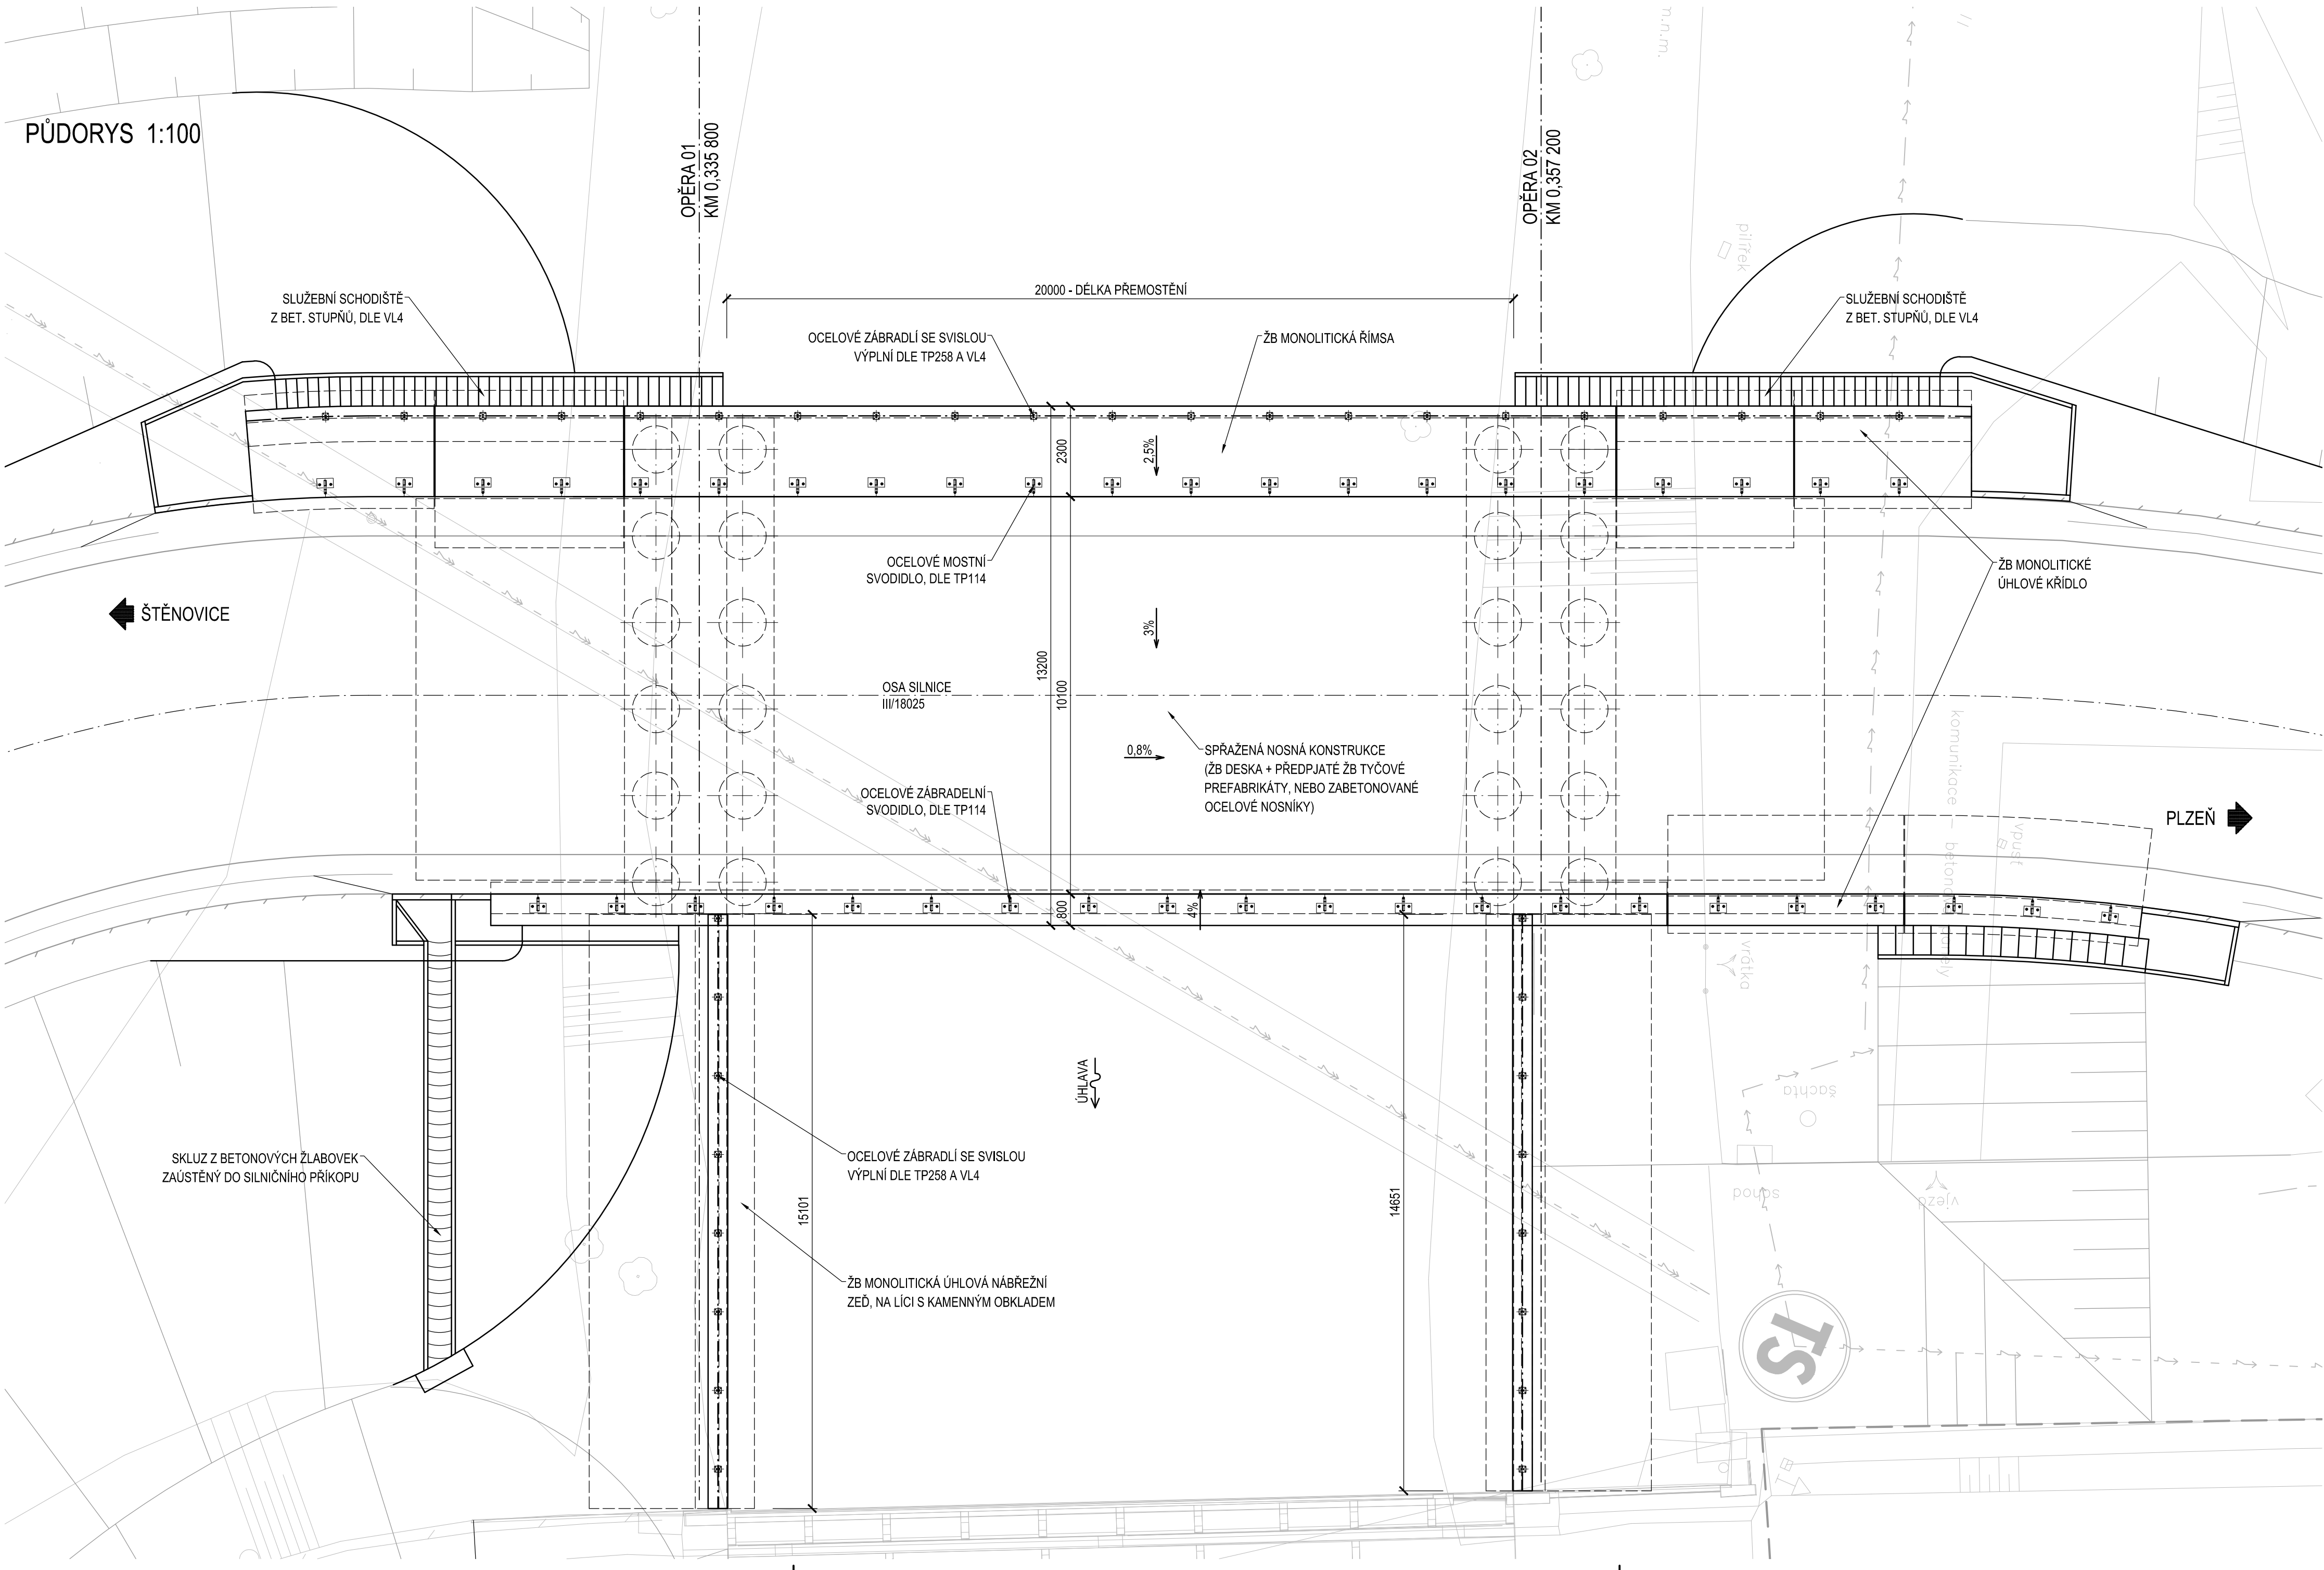 PŮDORYS 1:100
OPĚRA 01
KM 0,335 800
OPĚRA 02
KM 0,357 200
m.n.m.
pilířek
20000 - DÉLKA PŘEMOSTĚNÍ
SLUŽEBNÍ SCHODIŠTĚ
Z BET. STUPŇŮ, DLE VL4
OCELOVÉ ZÁBRADLÍ SE SVISLOU
VÝPLNÍ DLE TP258 A VL4
ŽB MONOLITICKÁ ŘÍMSA
SLUŽEBNÍ SCHODIŠTĚ
Z BET. STUPŇŮ, DLE VL4
2300
2,5%
OCELOVÉ MOSTNÍ
SVODIDLO, DLE TP114
ŽB MONOLITICKÉ
ÚHLOVÉ KŘÍDLO
ŠTĚNOVICE
3%
13200
10100
OSA SILNICE
III/18025
0,8%
SPŘAŽENÁ NOSNÁ KONSTRUKCE
(ŽB DESKA + PŘEDPJATÉ ŽB TYČOVÉ
PREFABRIKÁTY, NEBO ZABETONOVANÉ
OCELOVÉ NOSNÍKY)
OCELOVÉ ZÁBRADELNÍ
SVODIDLO, DLE TP114
PLZEŇ
komunikace - betonové panely
vpusť
800
4%
vrátka
ÚHLAVA
šachta
SKLUZ Z BETONOVÝCH ŽLABOVEK
ZAÚSTĚNÝ DO SILNIČNÍHO PŘÍKOPU
OCELOVÉ ZÁBRADLÍ SE SVISLOU
VÝPLNÍ DLE TP258 A VL4
15101
14651
schod
vjezd
ŽB MONOLITICKÁ ÚHLOVÁ NÁBŘEŽNÍ
ZEĎ, NA LÍCI S KAMENNÝM OBKLADEM
TS